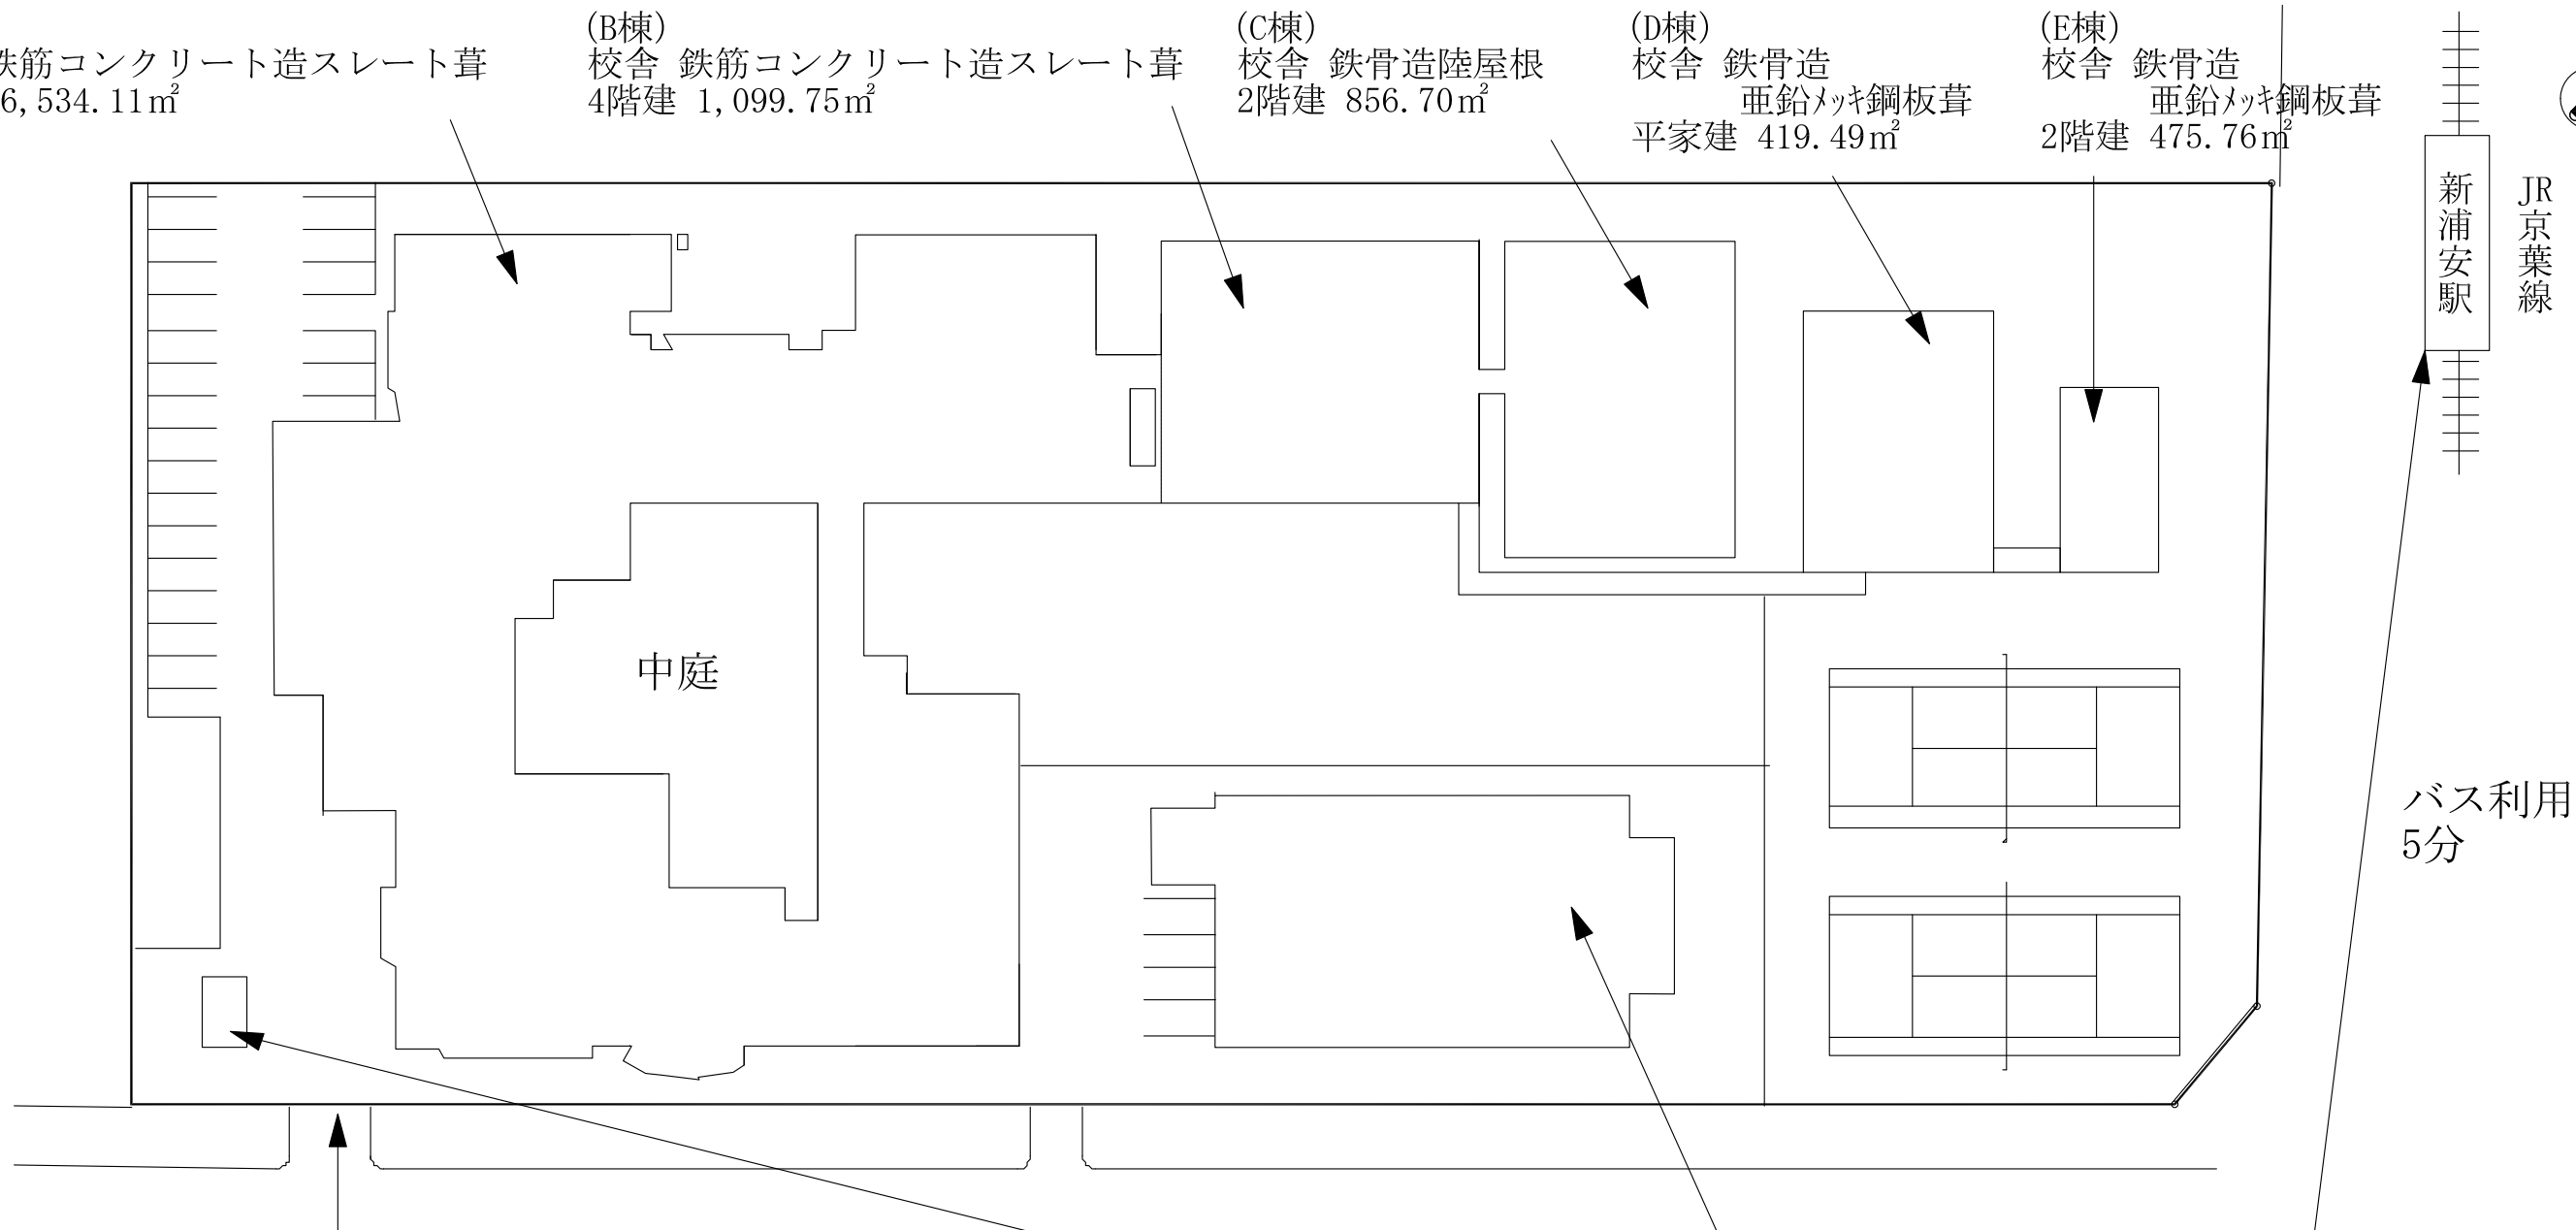 鉄筋コンクリート造スレート葺
6,534.11㎡
(B棟)
校舎 鉄筋コンクリート造スレート葺
4階建 1,099.75㎡
(C棟)
校舎 鉄骨造陸屋根
2階建 856.70㎡
(D棟)
校舎 鉄骨造
亜鉛ﾒｯｷ鋼板葺
平家建 419.49㎡
(E棟)
校舎 鉄骨造
亜鉛ﾒｯｷ鋼板葺
2階建 475.76㎡
新浦安駅
JR京葉線
中庭
バス利用
5分